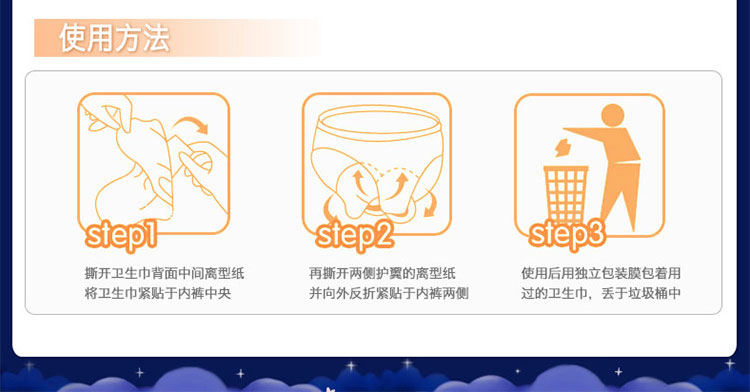 使用方法
step1
撕开卫生巾背面中间离型纸
将卫生巾紧贴于内裤中央
step2
再撕开两侧护翼的离型纸
并向外反折紧贴于内裤两侧
step3
使用后用独立包装膜包着用
过的卫生巾，丢于垃圾桶中